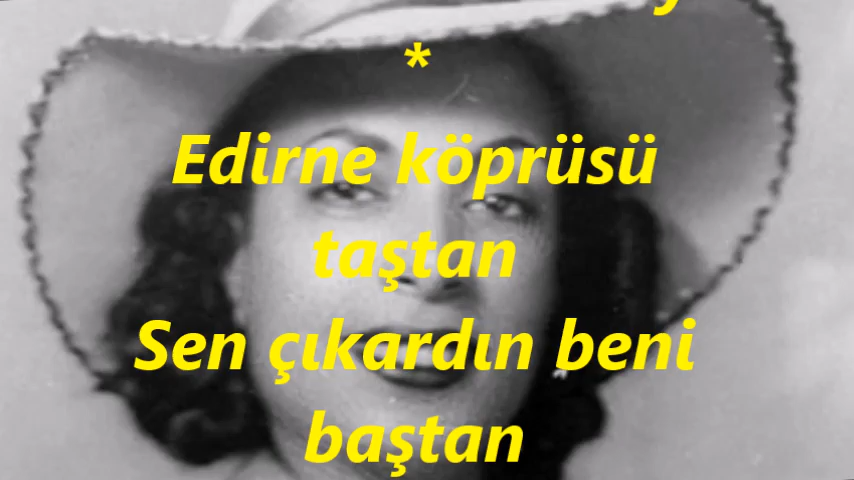 *
Edirne köprüsü
taştan
Sen çıkardın beni
baştan